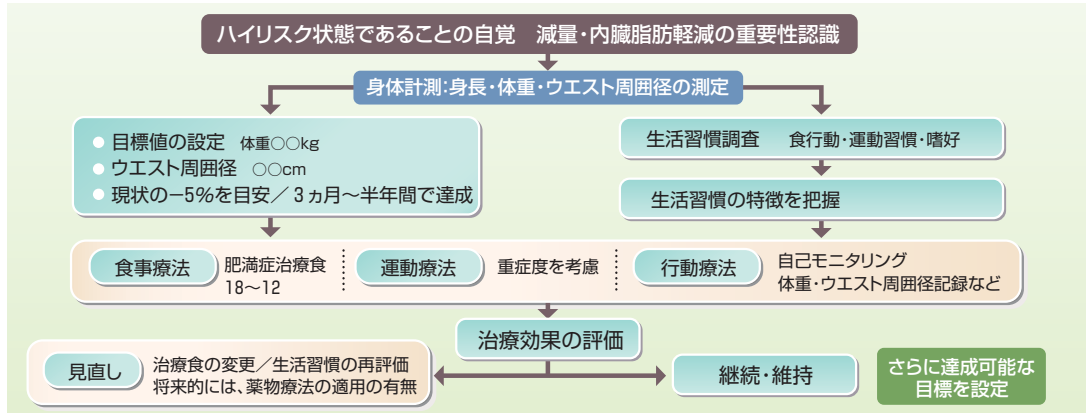 ハイリスク状態であることの自覚　減量・内臓脂肪軽減の重要性認識
身体計測:身長・体重・ウエスト周囲径の測定
● 目標値の設定　体重○○kg
● ウエスト周囲径　○○cm
● 現状の−5％を目安／3ヵ月〜半年間で達成
生活習慣調査　食行動・運動習慣・嗜好
生活習慣の特徴を把握
食事療法
肥満症治療食
18〜12
運動療法
重症度を考慮
行動療法
自己モニタリング
体重・ウエスト周囲径記録など
治療効果の評価
見直し
治療食の変更／生活習慣の再評価
将来的には、薬物療法の適用の有無
継続・維持
さらに達成可能な
目標を設定